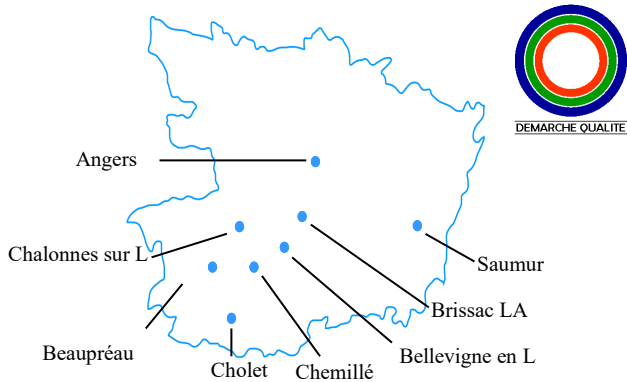 DEMARCHE QUALITE
Angers
Chalonnes sur L
Saumur
Brissac LA
Beaupréau
Bellevigne en L
Cholet
Chemillé